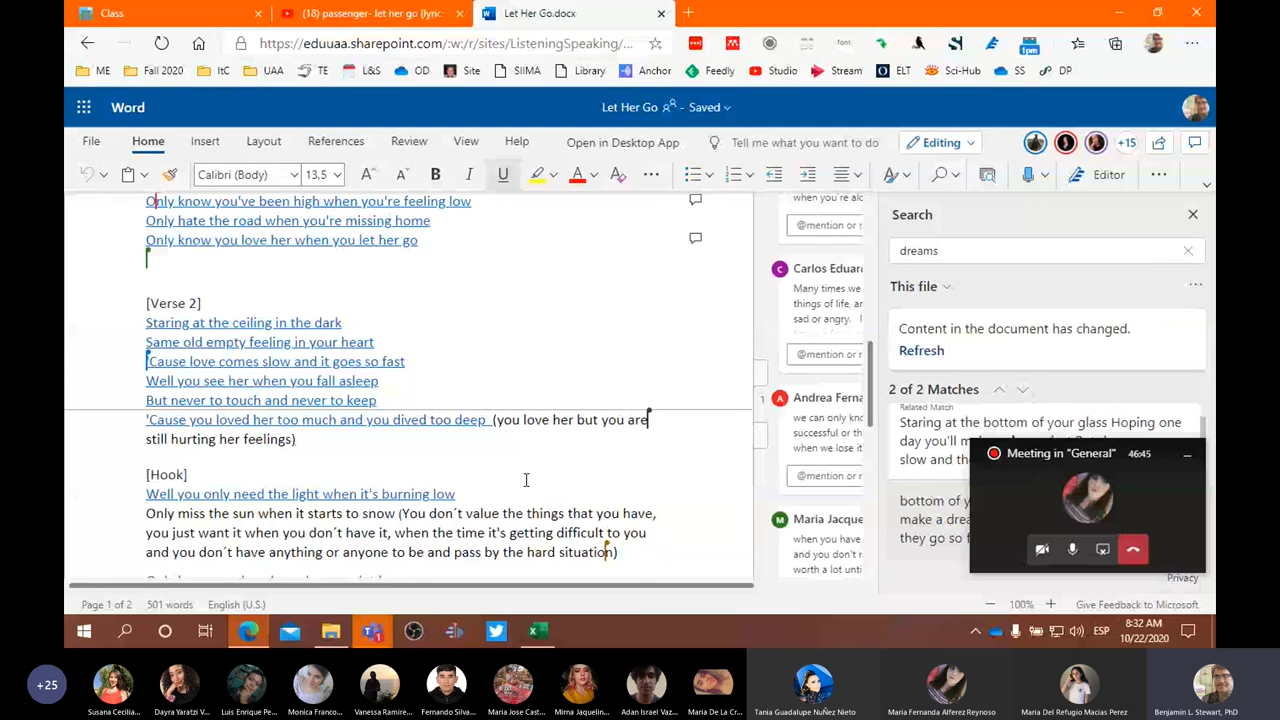 Class
(18) passenger- let her go (lyric
Let Her Go.docx
https://eduuaa.sharepoint.com/:w:/r/sites/ListeningSpeaking/...
font
1pm
ME
Fall 2020
ItC
UAA
TE
L&S
OD
Site
SIIMA
Library
Anchor
Feedly
Studio
Stream
ELT
Sci-Hub
SS
DP
Word
Let Her Go - Saved
File
Home
Insert
Layout
References
Review
View
Help
Open in Desktop App
Tell me what you want to do
Editing
+15
Calibri (Body)
13,5
Editor
Only know you've been high when you're feeling low
Only hate the road when you're missing home
Only know you love her when you let her go
[Verse 2]
Staring at the ceiling in the dark
Same old empty feeling in your heart
'Cause love comes slow and it goes so fast
Well you see her when you fall asleep
But never to touch and never to keep
'Cause you loved her too much and you dived too deep (you love her but you are
still hurting her feelings)
[Hook]
Well you only need the light when it's burning low
Only miss the sun when it starts to snow (You don´t value the things that you have,
you just want it when you don´t have it, when the time it's getting difficult to you
and you don´t have anything or anyone to be and pass by the hard situation)
when you're alo
@mention or r
Carlos Eduar
Many times we
things of life, ar
sad or angry. I
@mention or r
1
Andrea Ferna
we can only kno
successful or th
when we lose i
@mention or r
Maria Jacque
when you have
and you don't r
worth a lot unti
Search
dreams
This file
Content in the document has changed.
Refresh
2 of 2 Matches
Related Match
Staring at the bottom of your glass Hoping one
slow and the
bottom of y
make a drea
they go so f
Meeting in "General"
46:45
Privacy
Page 1 of 2
501 words
English (U.S.)
100%
Give Feedback to Microsoft
ESP
8:32 AM
10/22/2020
+25
Susana Cecilia...
Dayra Yaratzi V...
Luis Enrique Pe...
Monica Franco...
Vanessa Ramire...
Fernando Silva...
Maria Jose Cast...
Mirna Jaquelin...
Adan Israel Vaz...
Maria De La Cr...
Tania Guadalupe Nuñez Nieto
Maria Fernanda Alferez Reynoso
Maria Del Refugio Macias Perez
Benjamin L. Stewart, PhD